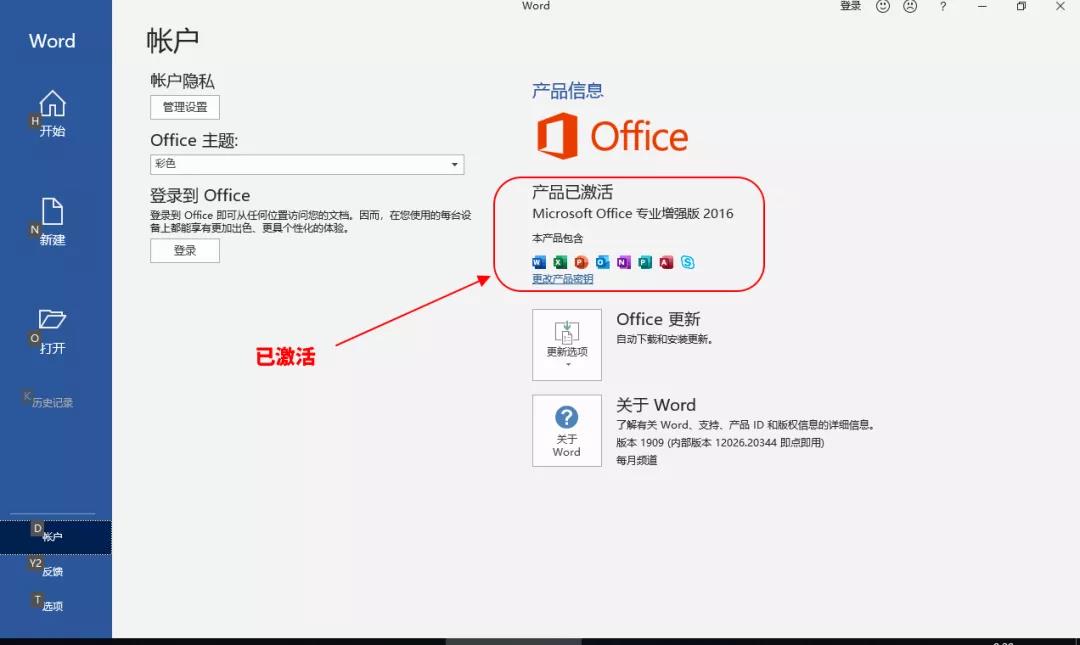 Word
登录
?
Word
H
开始
N
新建
O
打开
K
历史记录
D
帐户
Y2
反馈
T
选项
帐户
帐户隐私
管理设置
Office 主题:
彩色
登录到 Office
登录到 Office 即可从任何位置访问您的文档。因而，在您使用的每台设
备上都能享有更加出色、更具个性化的体验。
登录
已激活
产品信息
Office
产品已激活
Microsoft Office 专业增强版 2016
本产品包含
W X P O N P A S
更改产品密钥
更新选项
Office 更新
自动下载和安装更新。
?
关于
Word
关于 Word
了解有关 Word、支持、产品 ID 和版权信息的详细信息。
版本 1909 (内部版本 12026.20344 即点即用)
每月频道